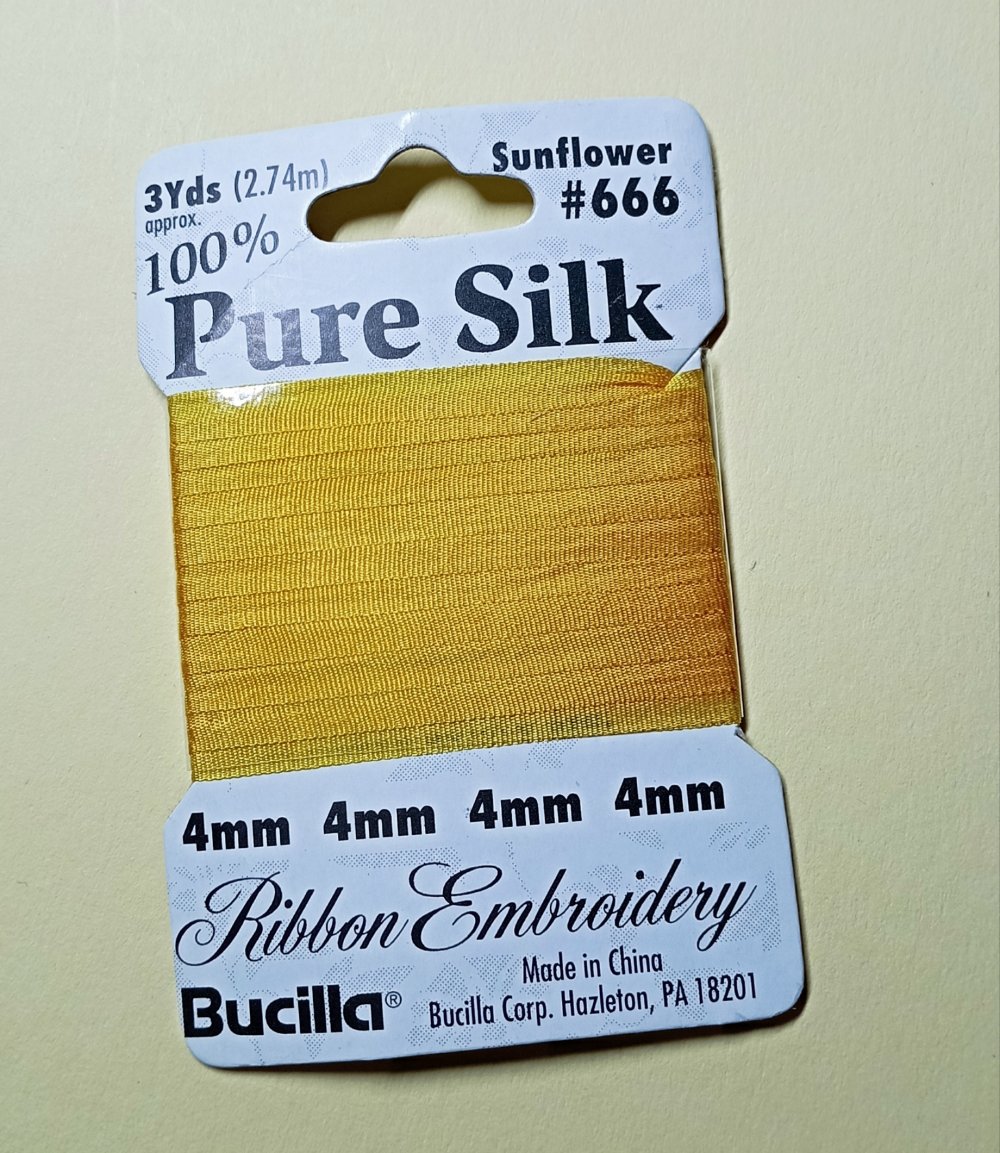 3Yds (2.74m)
approx.
Sunflower
#666
100%
Pure Silk
4mm 4mm 4mm 4mm
Ribbon Embroidery
Made in China
Bucilla® Bucilla Corp. Hazleton, PA 18201